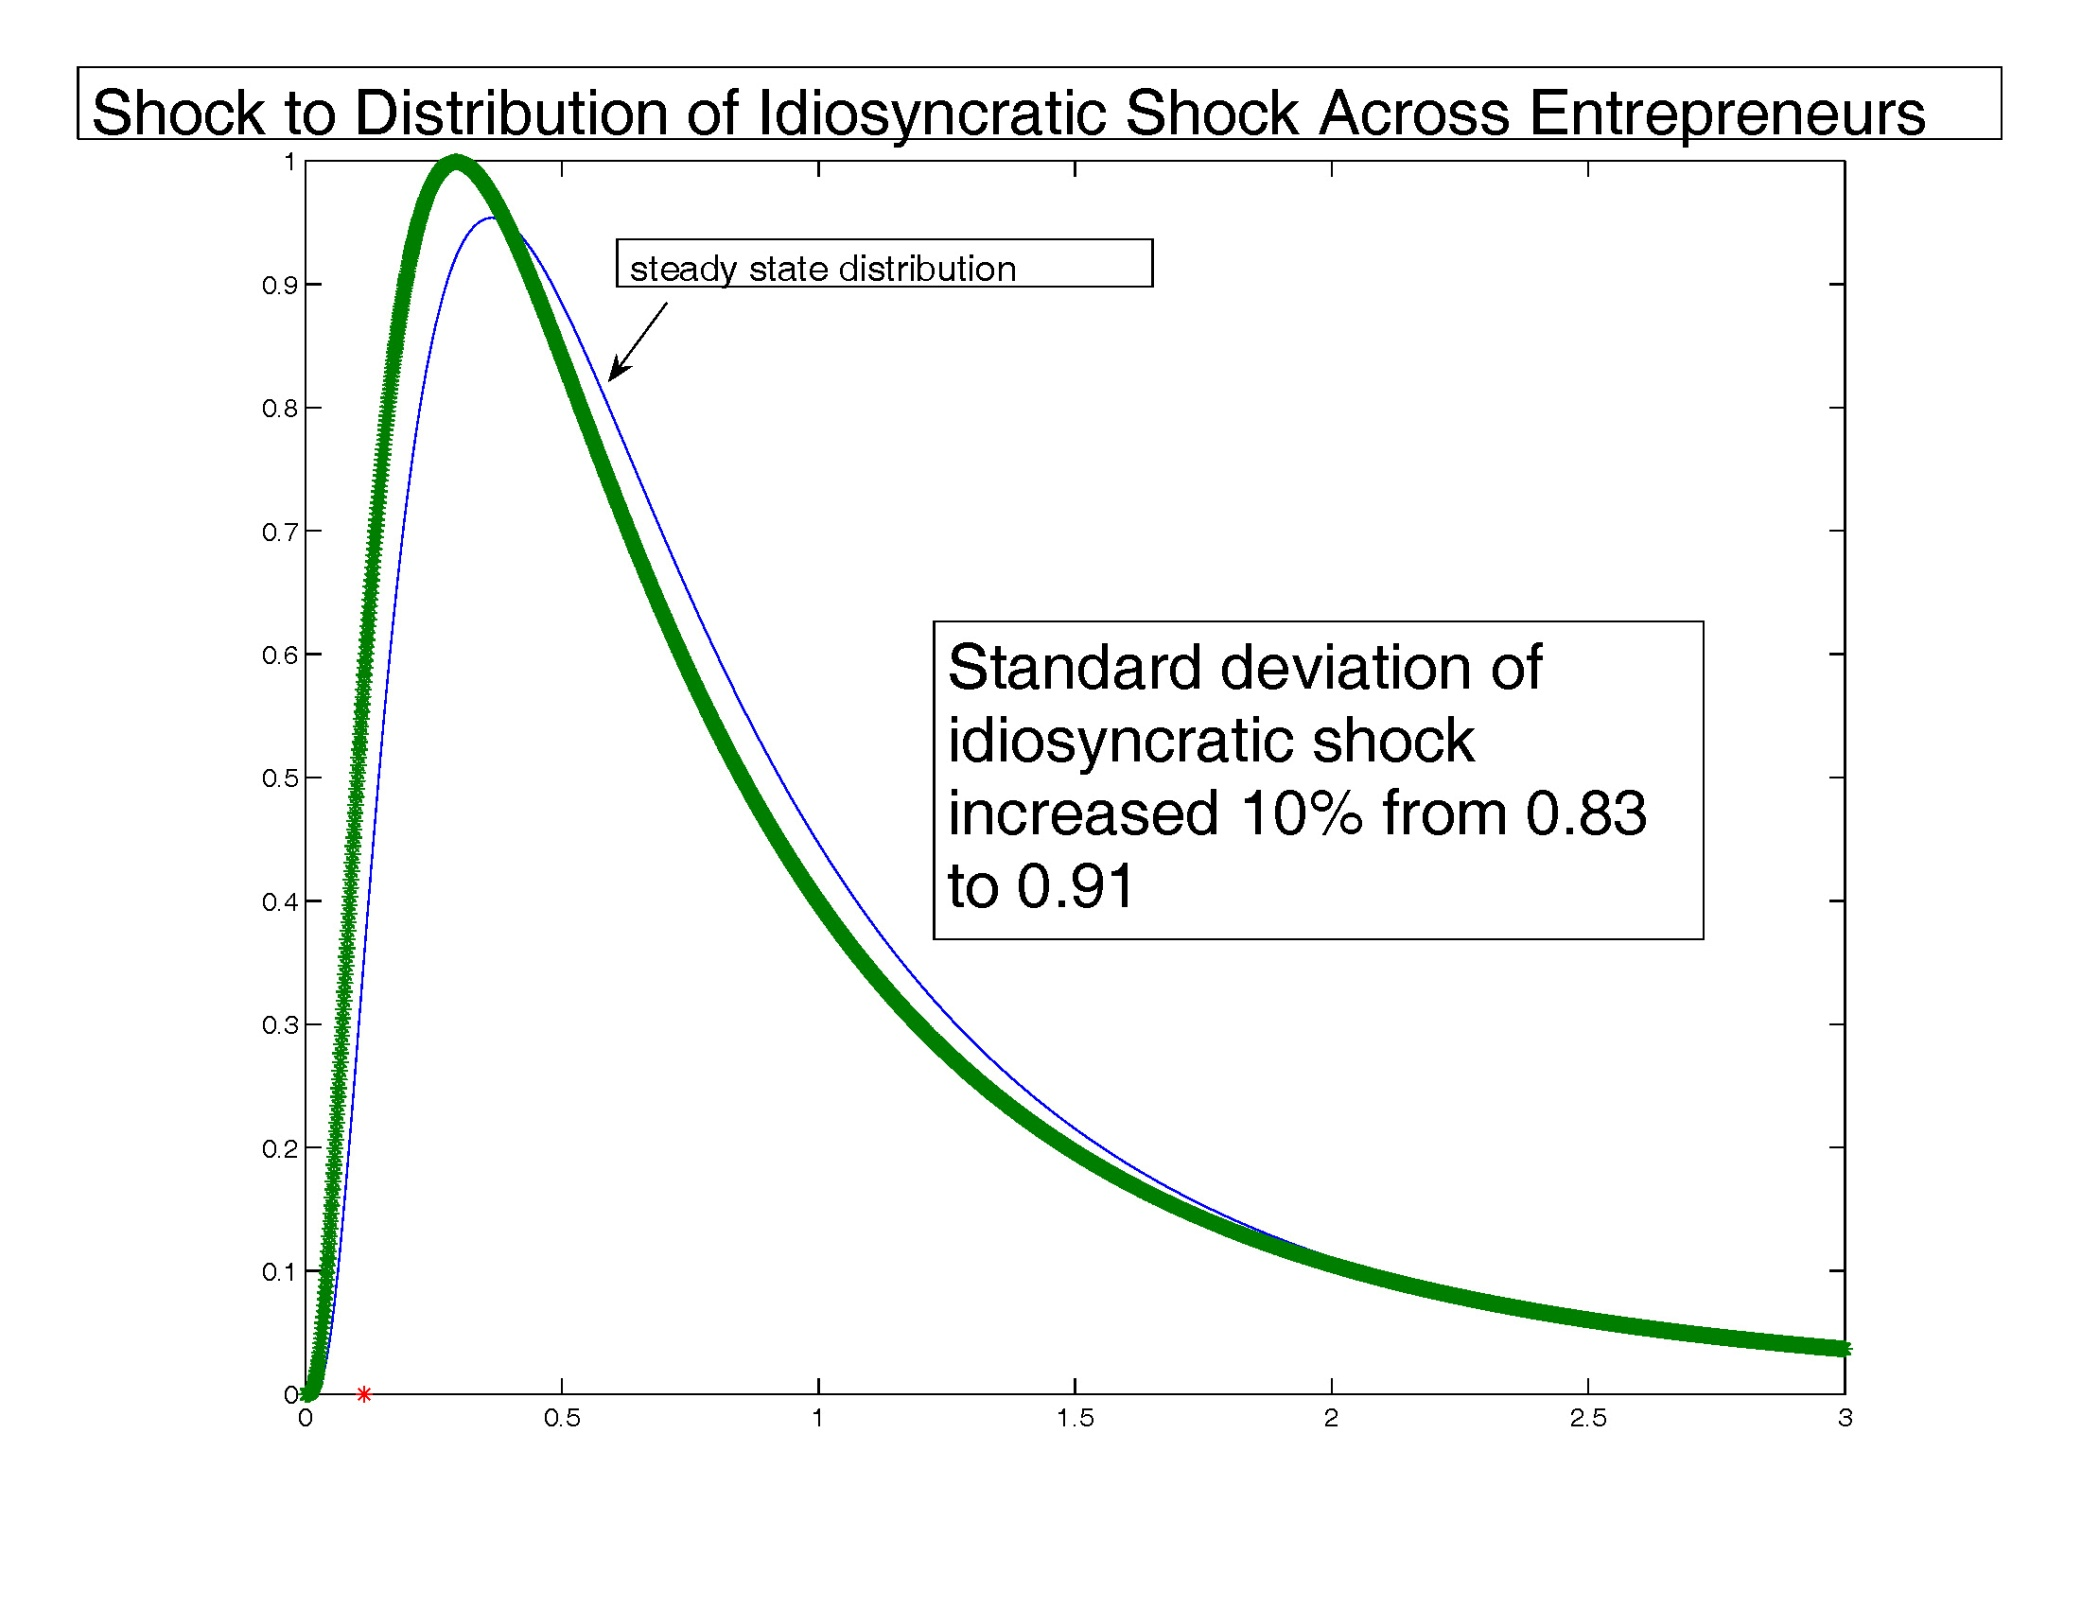 Shock to Distribution of Idiosyncratic Shock Across Entrepreneurs
1
steady state distribution
0.9
0.8
0.7
0.6
Standard deviation of
idiosyncratic shock
increased 10% from 0.83
to 0.91
0.5
0.4
0.3
0.2
0.1
0
0 0.5 1 1.5 2 2.5 3